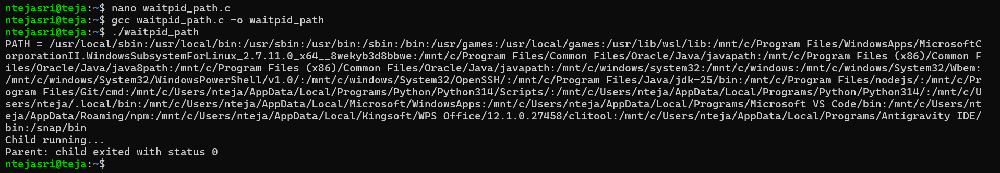 ntejasri@teja:~$ nano waitpid_path.c
ntejasri@teja:~$ gcc waitpid_path.c -o waitpid_path
ntejasri@teja:~$ ./waitpid_path
PATH = /usr/local/sbin:/usr/local/bin:/usr/sbin:/usr/bin:/sbin:/bin:/usr/games:/usr/local/games:/usr/lib/wsl/lib:/mnt/c/Program Files/WindowsApps/MicrosoftC
orporationII.WindowsSubsystemForLinux_2.7.11.0_x64__8wekyb3d8bbwe:/mnt/c/Program Files/Common Files/Oracle/Java/javapath:/mnt/c/Program Files (x86)/Common F
iles/Oracle/Java/java8path:/mnt/c/Program Files (x86)/Common Files/Oracle/Java/javapath:/mnt/c/windows/system32:/mnt/c/windows:/mnt/c/windows/System32/Wbem:
/mnt/c/windows/System32/WindowsPowerShell/v1.0/:/mnt/c/windows/System32/OpenSSH/:/mnt/c/Program Files/Java/jdk-25/bin:/mnt/c/Program Files/nodejs/:/mnt/c/Pr
ogram Files/Git/cmd:/mnt/c/Users/nteja/AppData/Local/Programs/Python/Python314/Scripts/:/mnt/c/Users/nteja/AppData/Local/Programs/Python/Python314/:/mnt/c/U
sers/nteja/.local/bin:/mnt/c/Users/nteja/AppData/Local/Microsoft/WindowsApps:/mnt/c/Users/nteja/AppData/Local/Programs/Microsoft VS Code/bin:/mnt/c/Users/nt
eja/AppData/Roaming/npm:/mnt/c/Users/nteja/AppData/Local/Kingsoft/WPS Office/12.1.0.27458/clitool:/mnt/c/Users/nteja/AppData/Local/Programs/Antigravity IDE/
bin:/snap/bin
Child running...
Parent: child exited with status 0
ntejasri@teja:~$